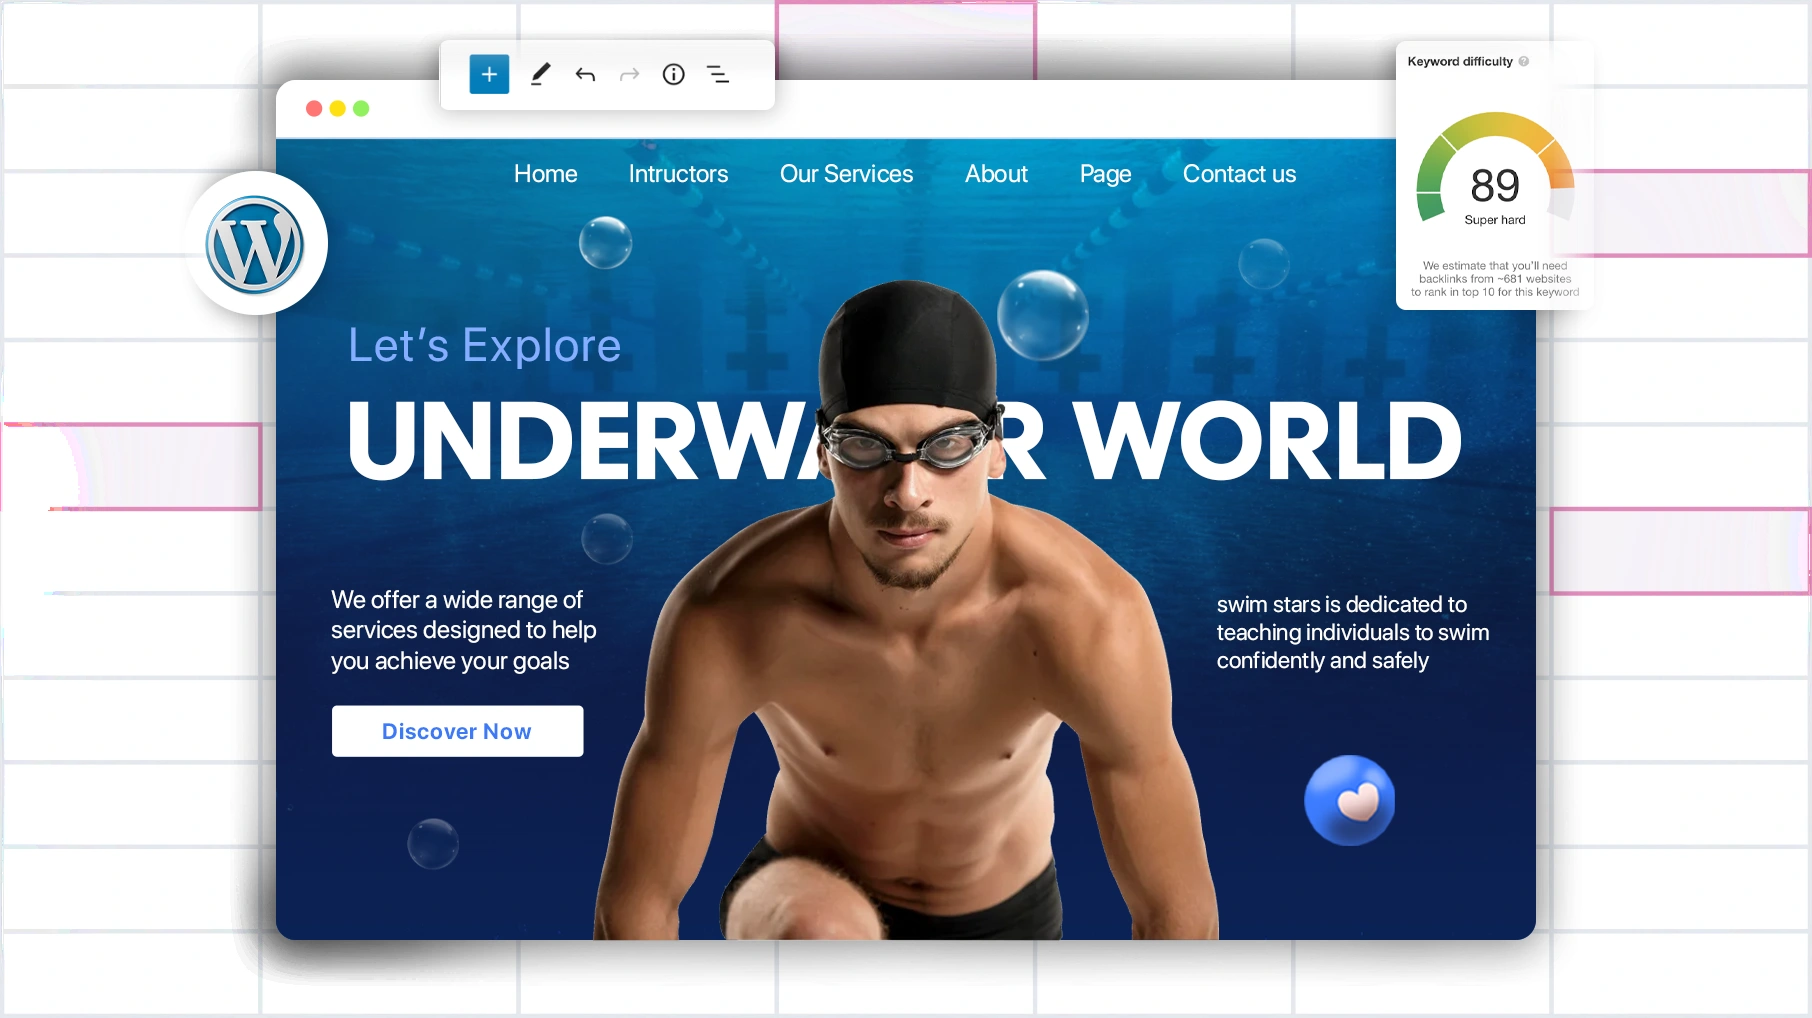 Keyword difficulty
Home Intructors Our Services About Page Contact us
89
Super hard
We estimate that you'll need
backlinks from ~681 websites
to rank in top 10 for this keyword
Let's Explore
WORLD
We offer a wide range of
services designed to help
you achieve your goals
swim stars is dedicated to
teaching individuals to swim
confidently and safely
Discover Now